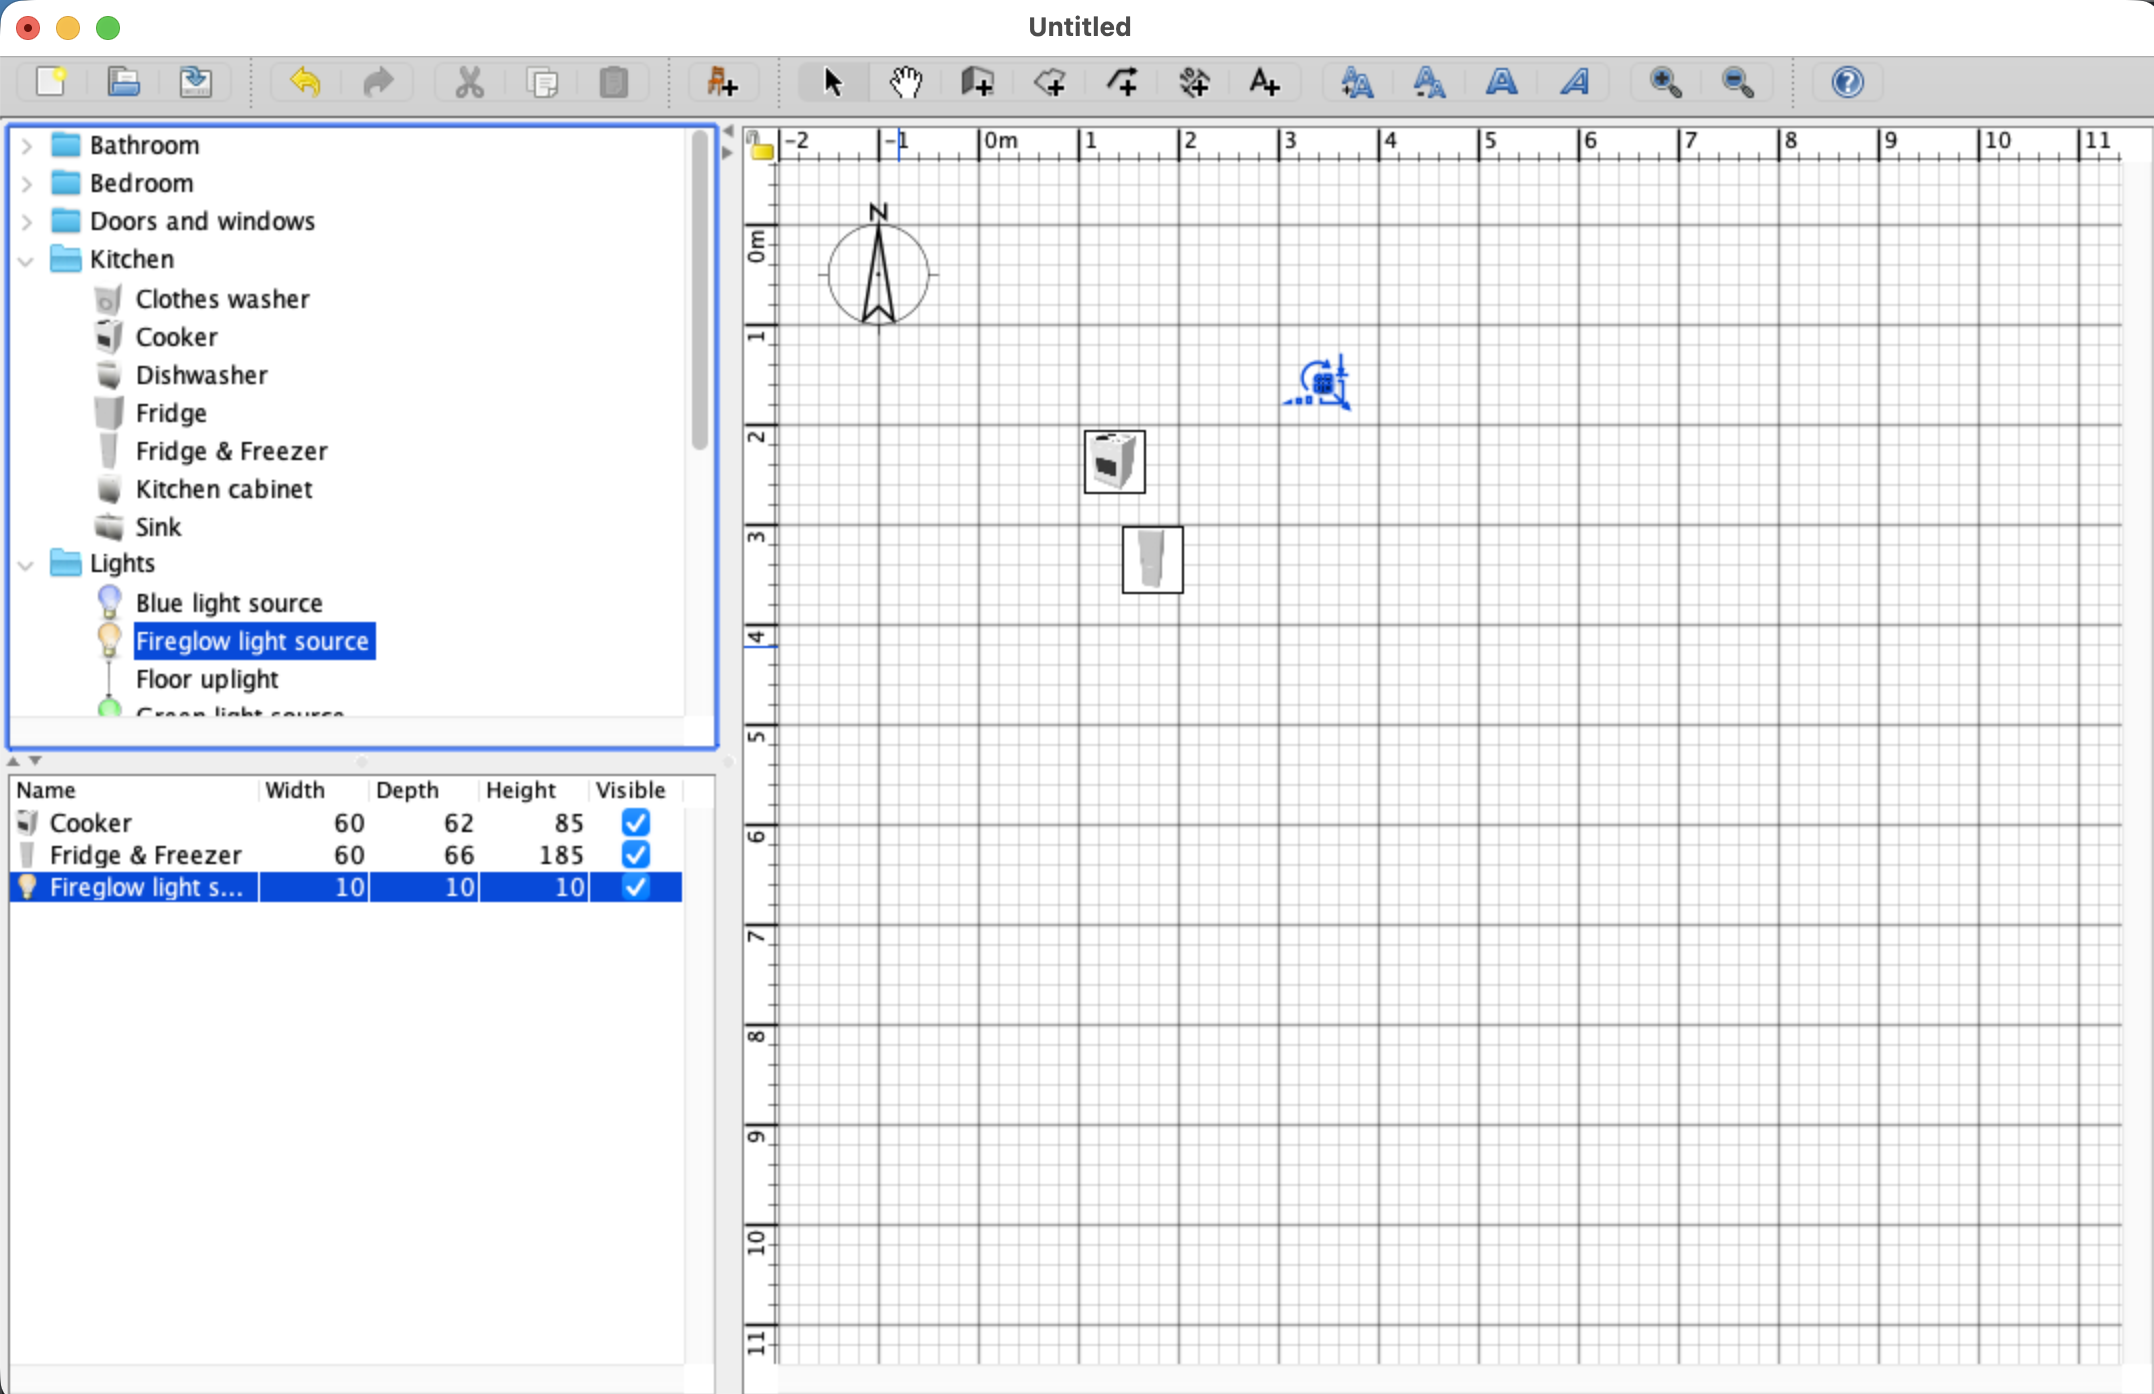 Untitled
Bathroom
Bedroom
Doors and windows
Kitchen
Clothes washer
Cooker
Dishwasher
Fridge
Fridge & Freezer
Kitchen cabinet
Sink
Lights
Blue light source
Fireglow light source
Floor uplight
Green light source
Name Width Depth Height Visible
Cooker 60 62 85
Fridge & Freezer 60 66 185
Fireglow light s... 10 10 10
-2 -1 0m 1 2 3 4 5 6 7 8 9 10 11
N
0m
1
2
3
4
5
6
7
8
9
10
11